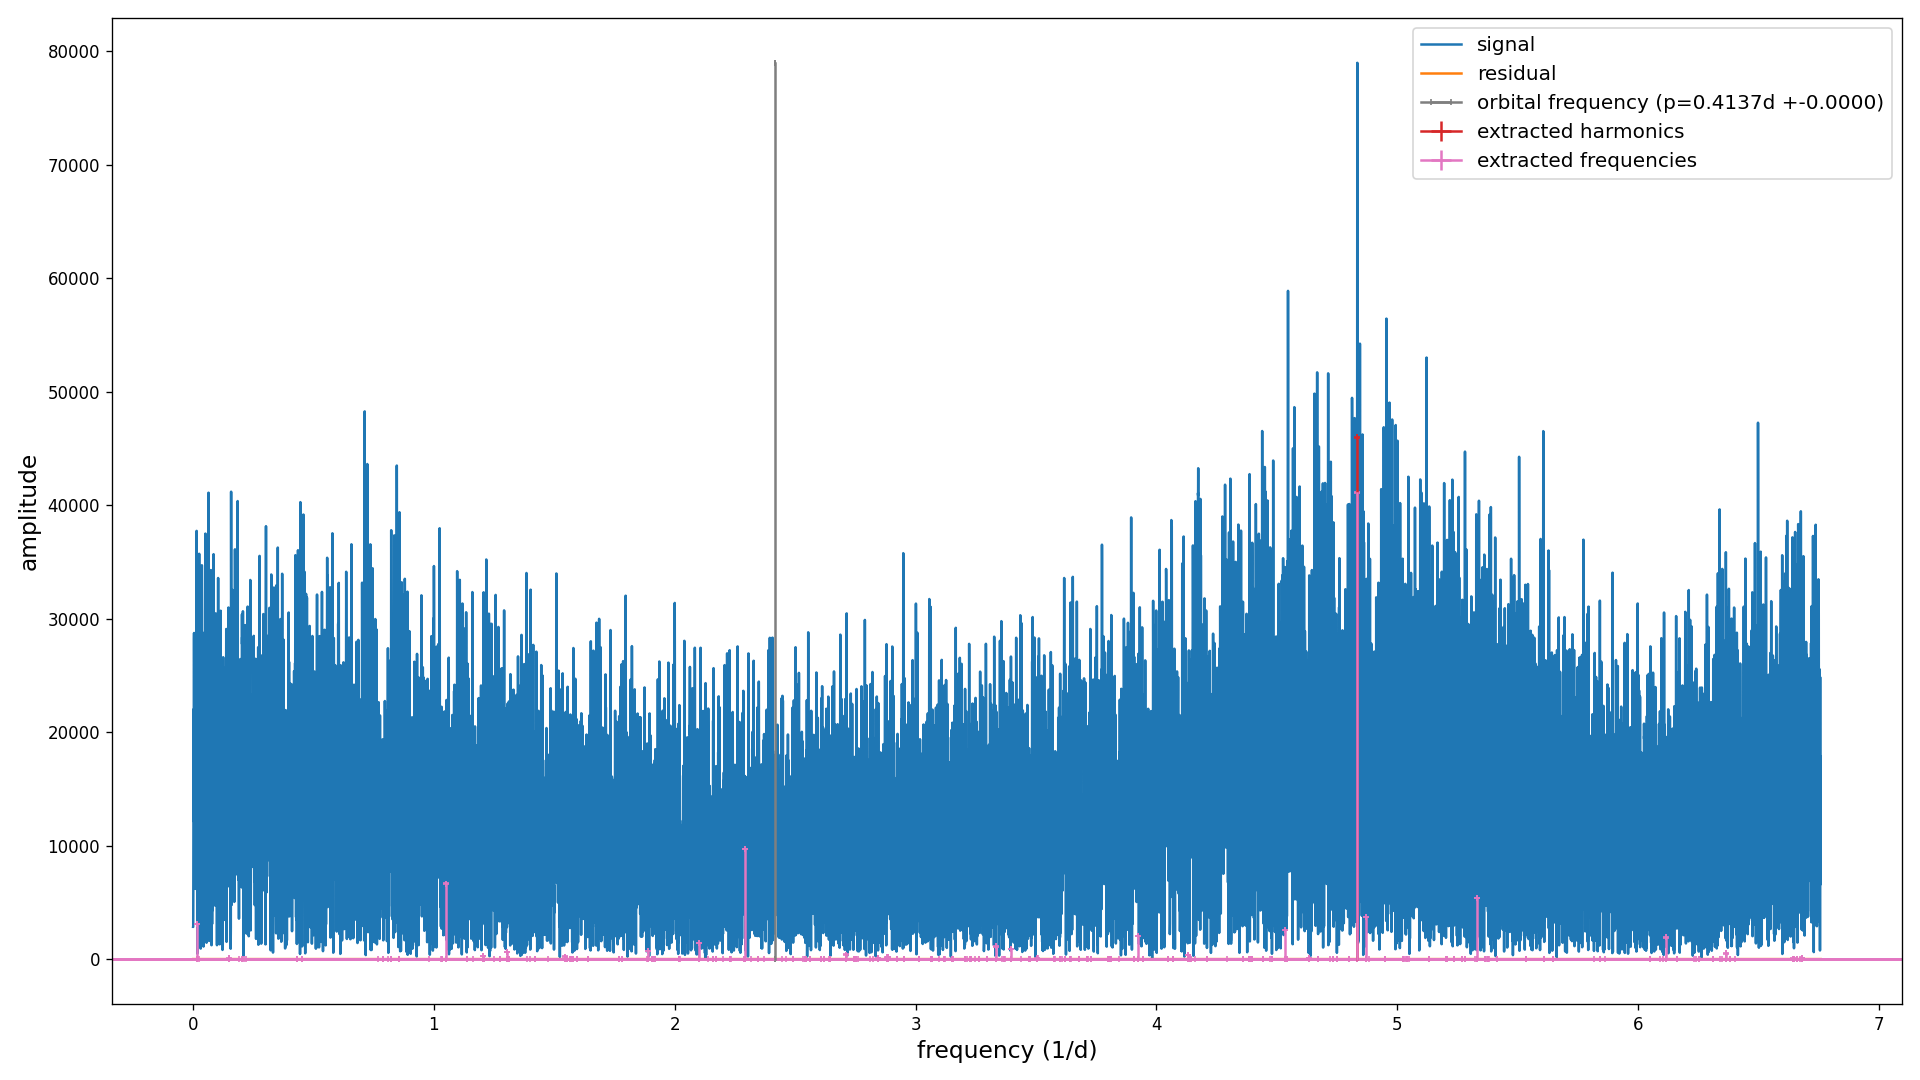 80000
70000
60000
50000
40000
30000
20000
10000
0
amplitude
signal
residual
orbital frequency (p=0.4137d +-0.0000)
extracted harmonics
extracted frequencies
0 1 2 3 4 5 6 7
frequency (1/d)